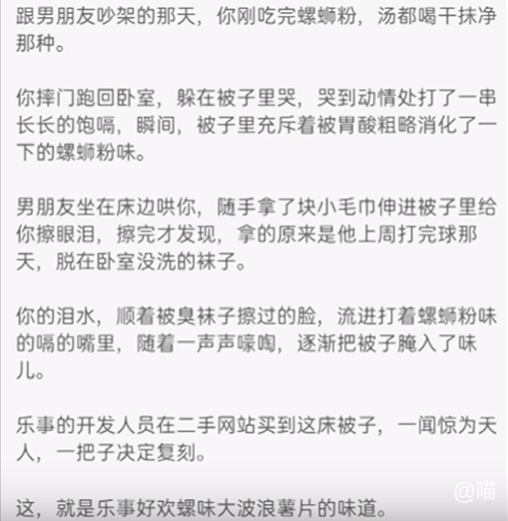 跟男朋友吵架的那天，你刚吃完螺蛳粉，汤都喝干抹净
那种。
你摔门跑回卧室，躲在被子里哭，哭到动情处打了一串
长长的饱嗝，瞬间，被子里充斥着被胃酸粗略消化了一
下的螺蛳粉味。
男朋友坐在床边哄你，随手拿了块小毛巾伸进被子里给
你擦眼泪，擦完才发现，拿的原来是他上周打完球那
天，脱在卧室没洗的袜子。
你的泪水，顺着被臭袜子擦过的脸，流进打着螺蛳粉味
的嗝的嘴里，随着一声声嚎啕，逐渐把被子腌入了味
儿。
乐事的开发人员在二手网站买到这床被子，一闻惊为天
人，一把子决定复刻。
这，就是乐事好欢螺味大波浪薯片的味道。
@喵